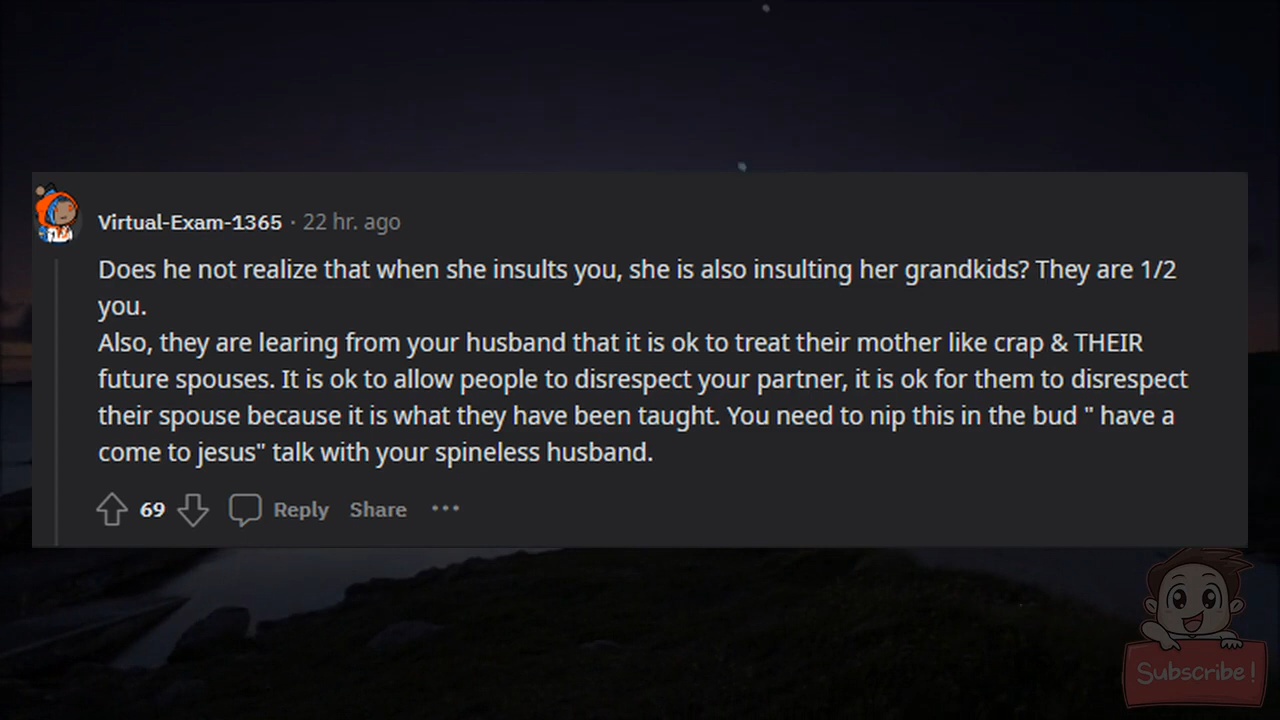 Virtual-Exam-1365 · 22 hr. ago
Does he not realize that when she insults you, she is also insulting her grandkids? They are 1/2
you.
Also, they are learing from your husband that it is ok to treat their mother like crap & THEIR
future spouses. It is ok to allow people to disrespect your partner, it is ok for them to disrespect
their spouse because it is what they have been taught. You need to nip this in the bud " have a
come to jesus" talk with your spineless husband.
69 Reply Share ···
Subscribe!